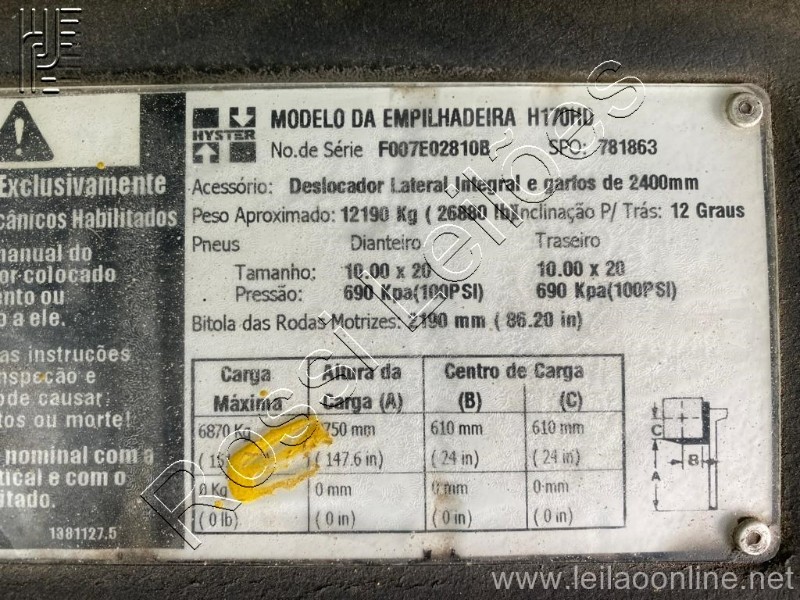 Exclusivamente
cânicos Habilitados
manual do
or colocado
ento ou
o a ele.
as instruções
inspeção e
ode causar
tos ou morte!
nominal com a
tical e com o
itado.
1381127.5
HYSTER
MODELO DA EMPILHADEIRA H170HD
No.de Série F007E02810B SPO: 781863
Acessório: Deslocador Lateral Integral e garfos de 2400mm
Peso Aproximado: 12190 Kg ( 26880 lb)Inclinação P/ Trás: 12 Graus
Pneus Dianteiro Traseiro
Tamanho: 10.00 x 20 10.00 x 20
Pressão: 690 Kpa(100PSI) 690 Kpa(100PSI)
Bitola das Rodas Motrizes: 2190 mm ( 86.20 in)
Carga Máxima Altura da Carga (A) Centro de Carga (B) (C)
6870 Kg 750 mm 610 mm 610 mm
( 147.6 in) ( 24 in) ( 24 in)
0 Kg 0 mm 0 mm 0 mm
( 0 lb) ( 0 in) ( 0 in) ( 0 in)
C
B
A
Rossi Leilões
www.leilaoonline.net